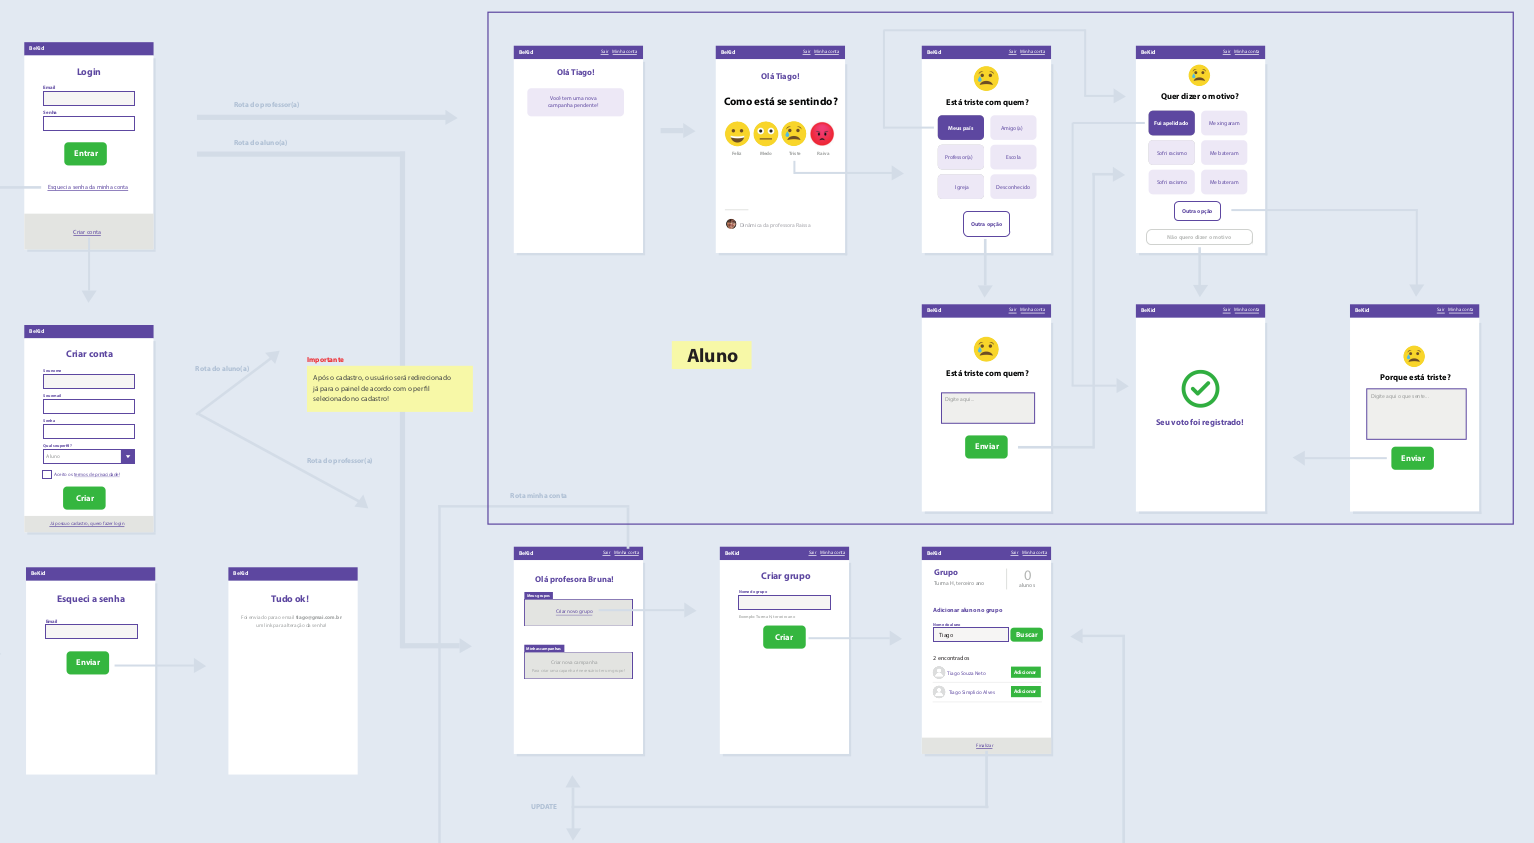 BeKid
Login
Email
Senha
Entrar
Esqueci a senha da minha conta
Criar conta
Rota do professor(a)
Rota do aluno(a)
BeKid
Sair Minha conta
Olá Tiago!
Você tem uma nova
campanha pendente!
BeKid
Sair Minha conta
Olá Tiago!
Como está se sentindo?
Feliz
Medo
Triste
Raiva
Dinâmica da professora Bruna
BeKid
Sair Minha conta
Está triste com quem?
Meus pais
Amigo(a)
Professor(a)
Escola
Igreja
Desconhecido
Outra opção
BeKid
Sair Minha conta
Quer dizer o motivo?
Fui apelidado
Me xingaram
Sofri racismo
Me bateram
Sofri racismo
Me bateram
Outra opção
Não quero dizer o motivo
BeKid
Criar conta
Seu nome
Seu email
Senha
Qual seu perfil?
Aluno
Aceito os termos de privacidade!
Criar
Já possuo cadastro, quero fazer login
Rota de aluno(a)
Importante
Após o cadastro, o usuário será redirecionado
já para o painel de acordo com o perfil
selecionado no cadastro!
Rota do professor(a)
Aluno
BeKid
Sair Minha conta
Está triste com quem?
Digite aqui...
Enviar
BeKid
Sair Minha conta
Seu voto foi registrado!
BeKid
Sair Minha conta
Porque está triste?
Digite aqui o que sente...
Enviar
Rota minha conta
BeKid
Esqueci a senha
Email
Enviar
BeKid
Tudo ok!
Foi enviado para o email tiago@gmai.com.br
um link para alteração de senha!
BeKid
Sair Minha conta
Olá profesora Bruna!
Meus grupos
Criar novo grupo
Minhas campanhas
Criar nova campanha
BeKid
Sair Minha conta
Criar grupo
Nome do grupo
Exemplo: Turma H, terceiro ano
Criar
BeKid
Sair Minha conta
Grupo
Turma H, terceiro ano
0
alunos
Adicionar aluno no grupo
Nome do aluno
Tiago
Buscar
2 encontrados
Tiago Souza Neto
Adicionar
Tiago Simplicio Alves
Adicionar
Finalizar
UPDATE